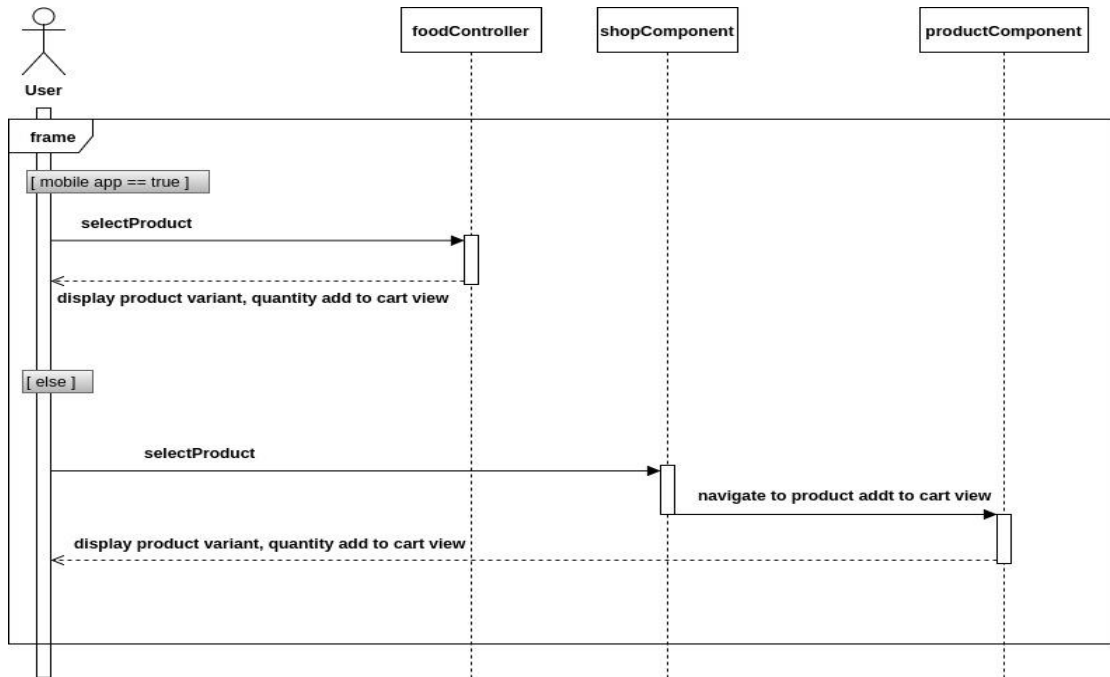 foodController
shopComponent
productComponent
User
frame
[ mobile app == true ]
selectProduct
display product variant, quantity add to cart view
[ else ]
selectProduct
navigate to product addt to cart view
display product variant, quantity add to cart view